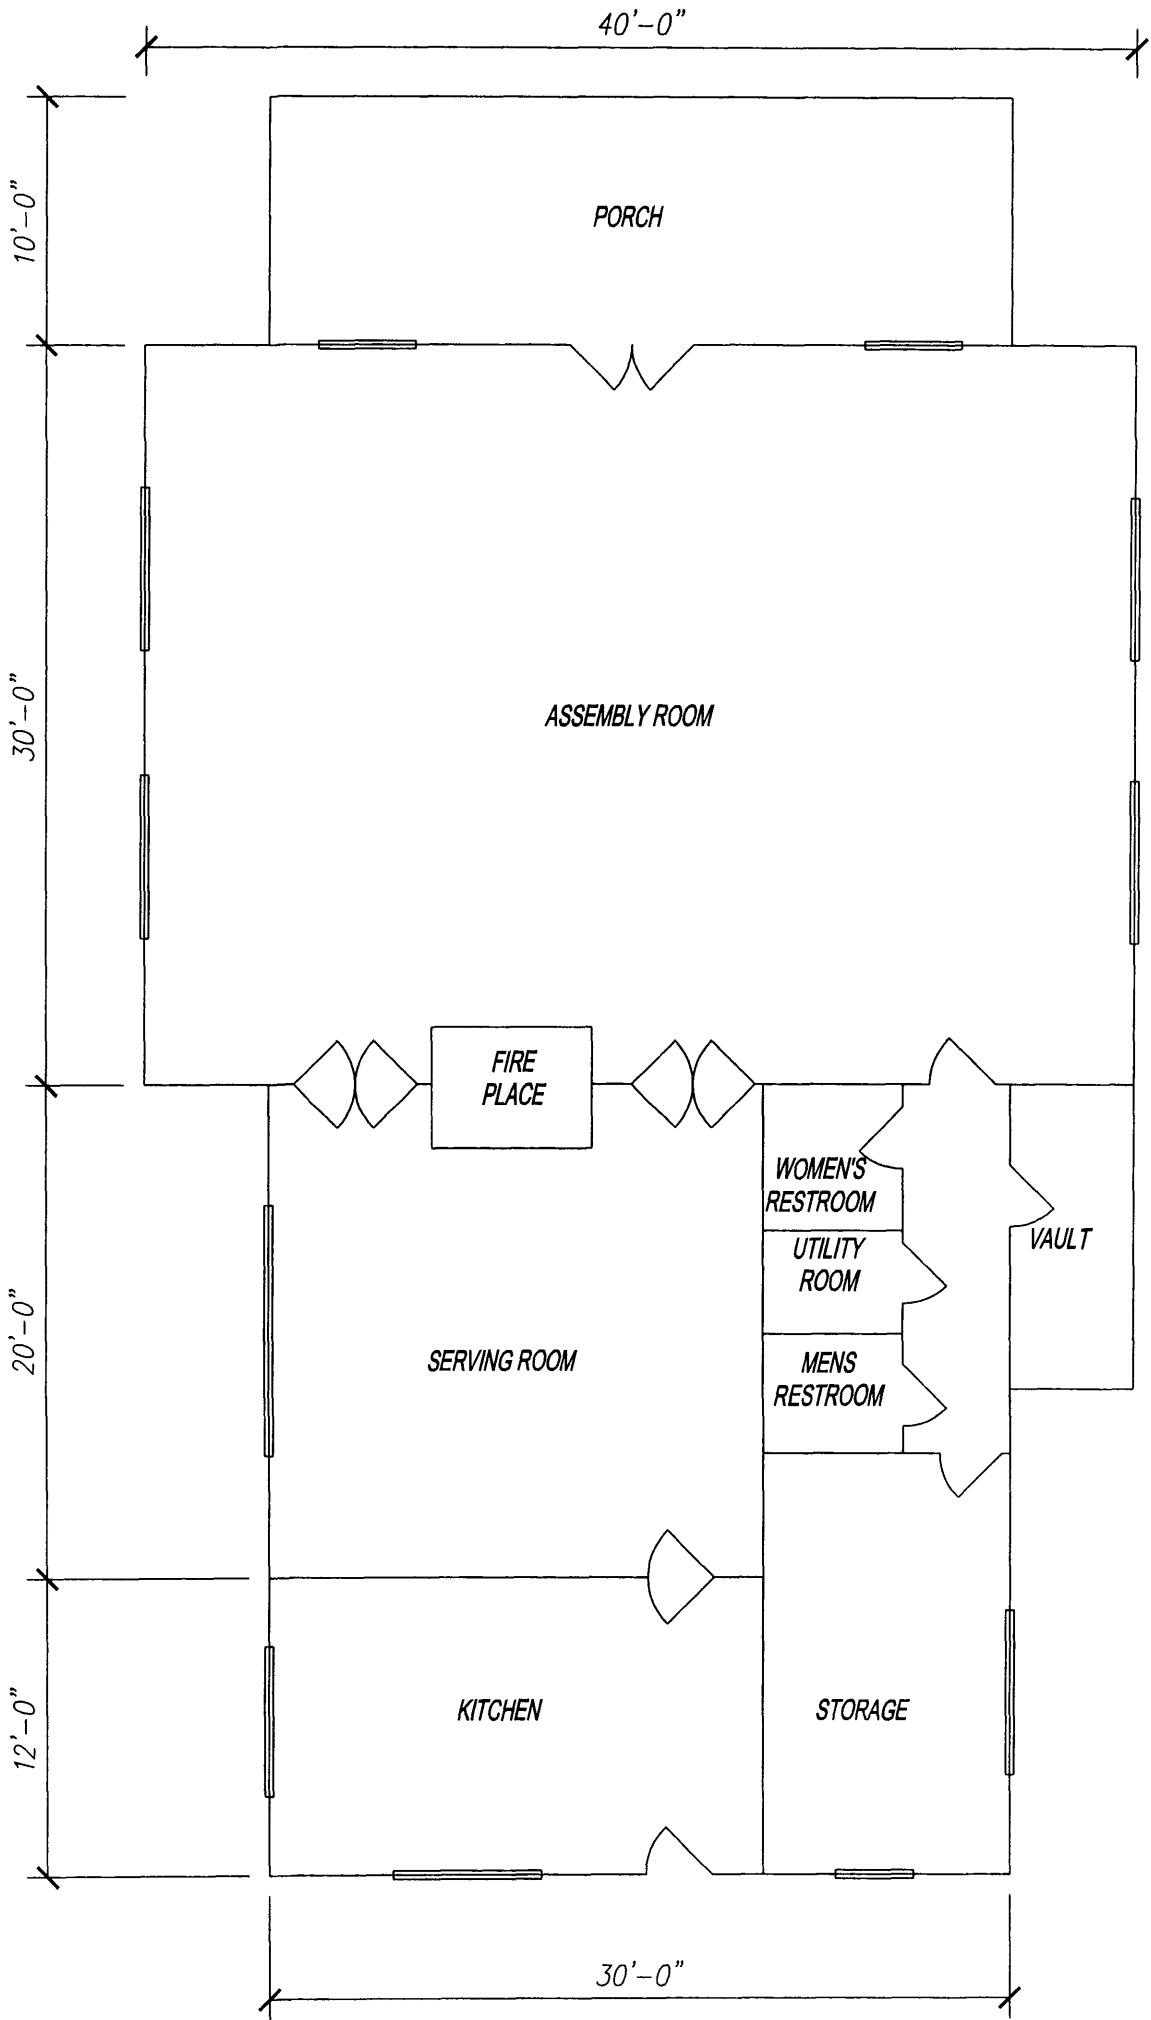 40'-0"
10'-0"
PORCH
30'-0"
ASSEMBLY ROOM
FIRE
PLACE
WOMEN'S
RESTROOM
VAULT
UTILITY
ROOM
20'-0"
SERVING ROOM
MENS
RESTROOM
12'-0"
KITCHEN
STORAGE
30'-0"